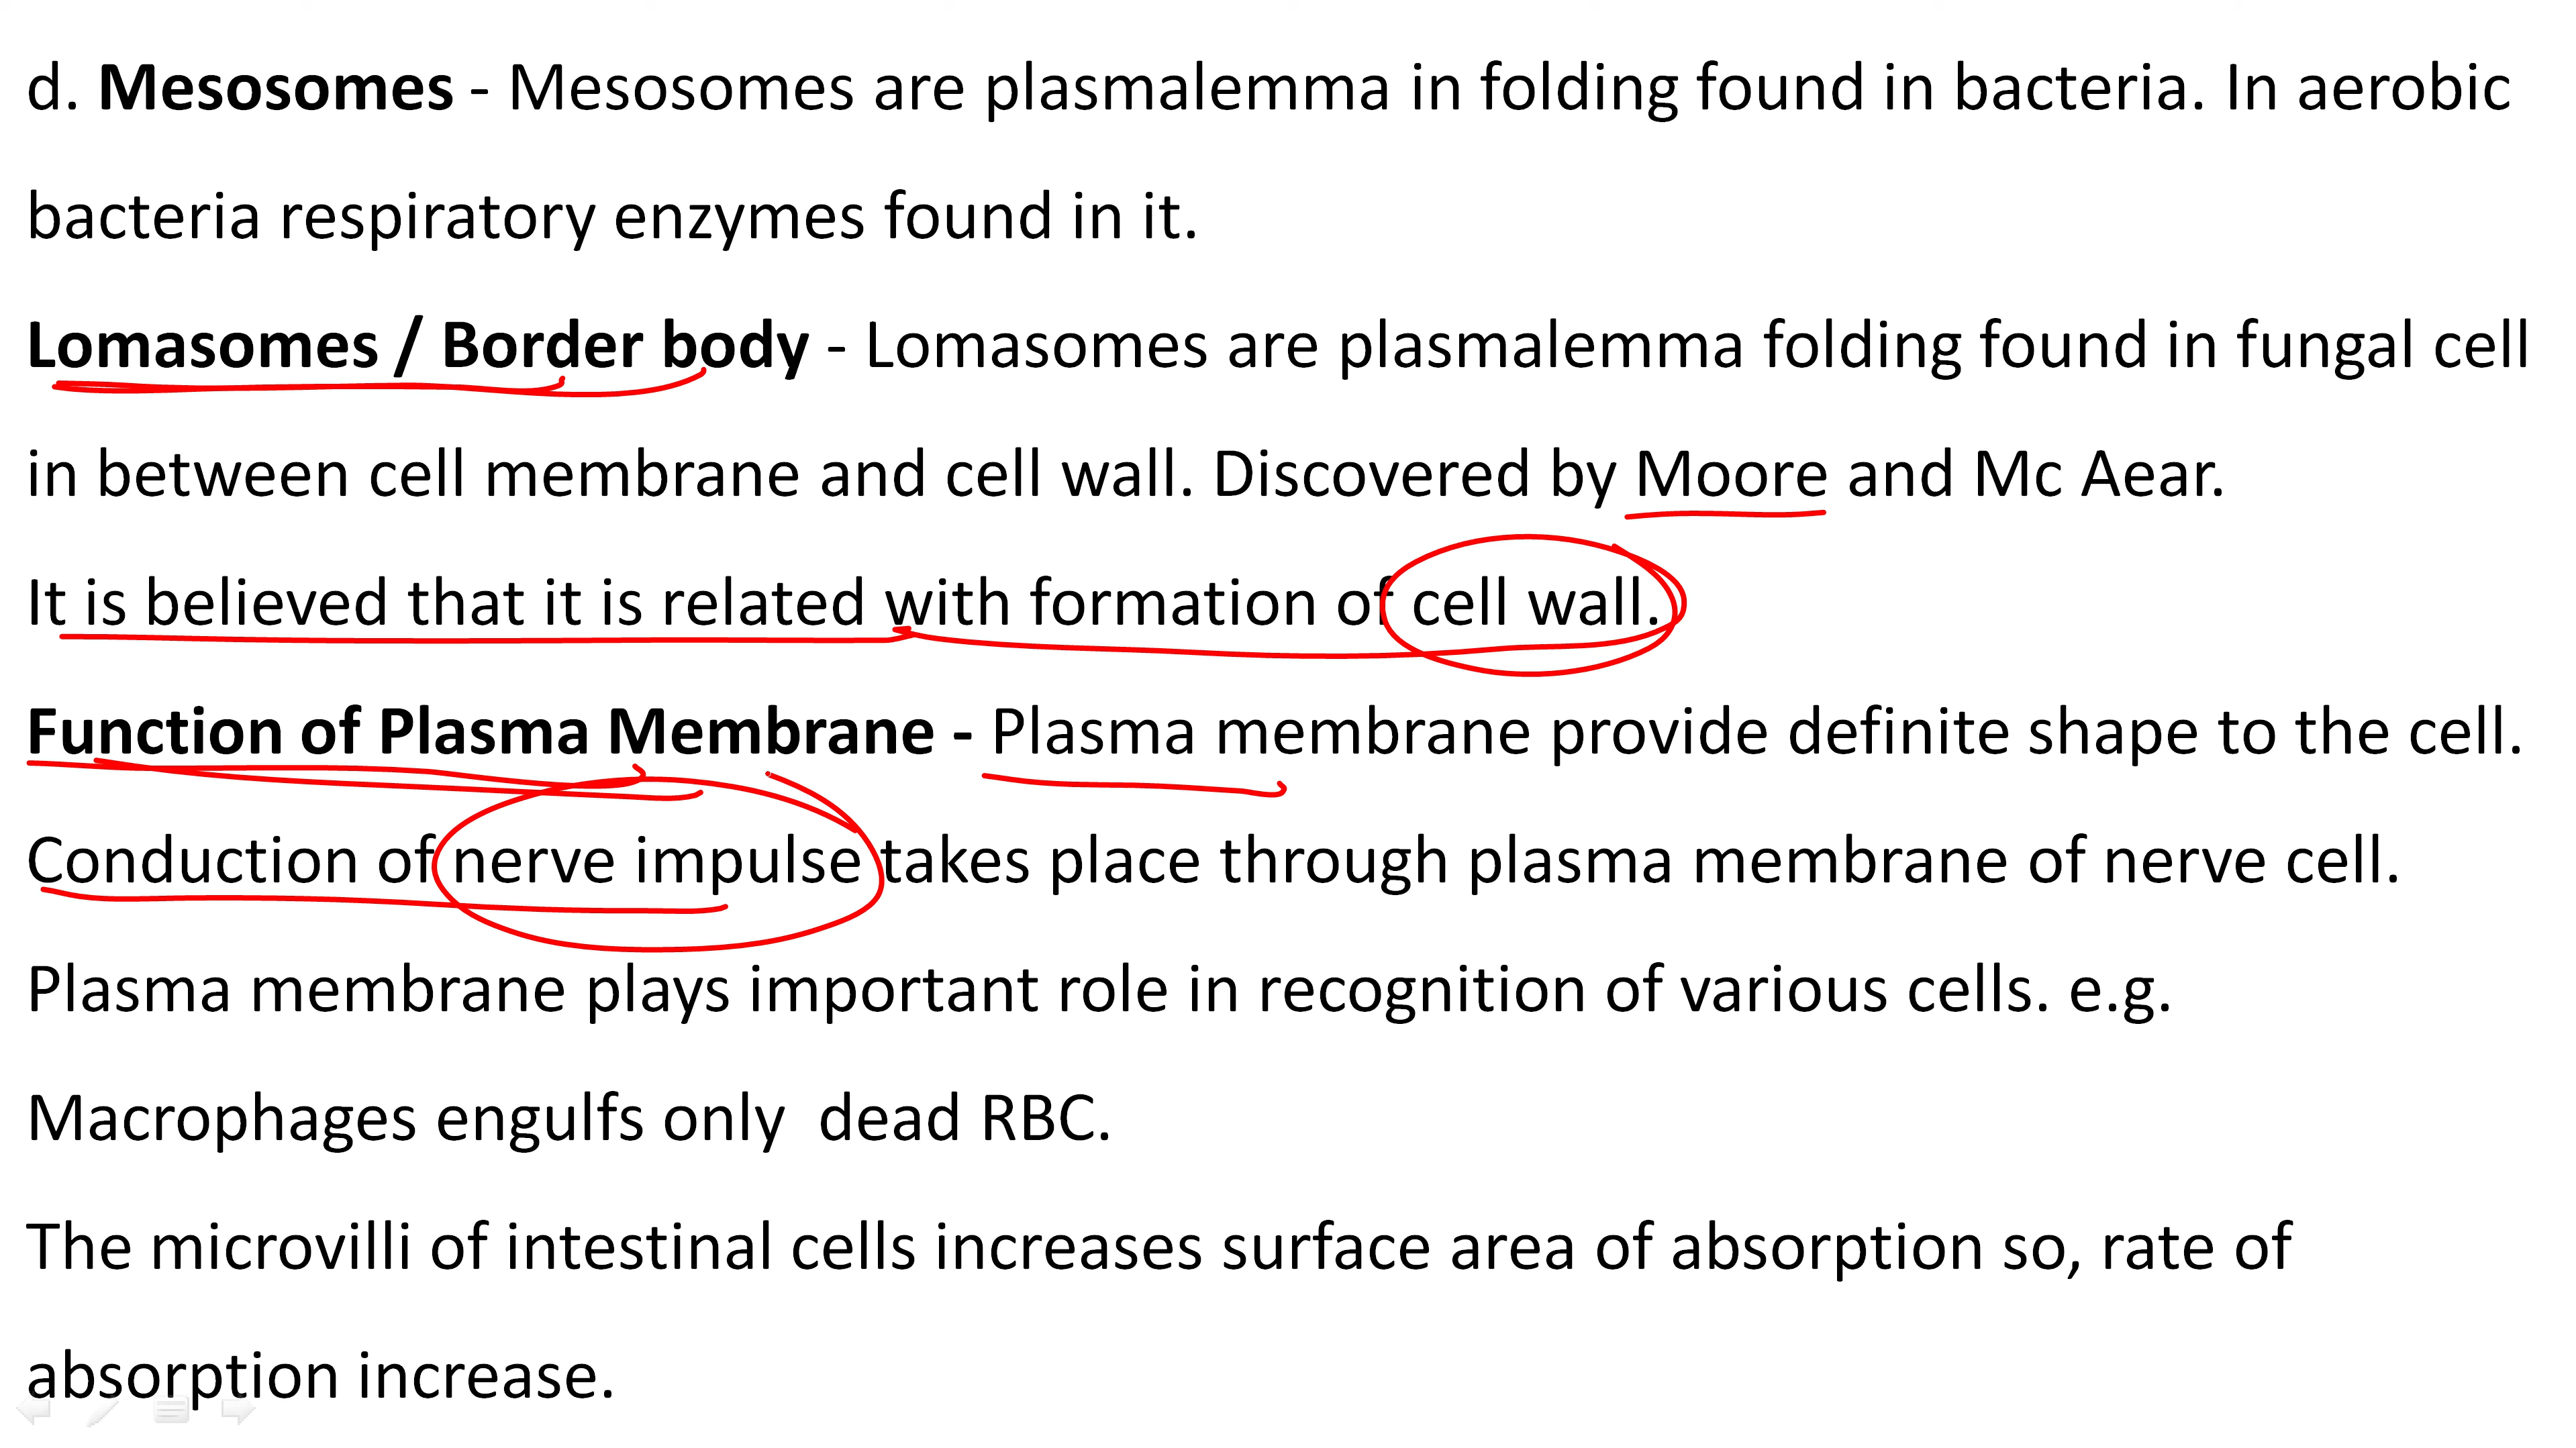 d. Mesosomes - Mesosomes are plasmalemma in folding found in bacteria. In aerobic
bacteria respiratory enzymes found in it.
Lomasomes / Border body - Lomasomes are plasmalemma folding found in fungal cell
in between cell membrane and cell wall. Discovered by Moore and Mc Aear.
It is believed that it is related with formation of cell wall.
Function of Plasma Membrane - Plasma membrane provide definite shape to the cell.
Conduction of nerve impulse takes place through plasma membrane of nerve cell.
Plasma membrane plays important role in recognition of various cells. e.g.
Macrophages engulfs only  dead RBC.
The microvilli of intestinal cells increases surface area of absorption so, rate of
absorption increase.